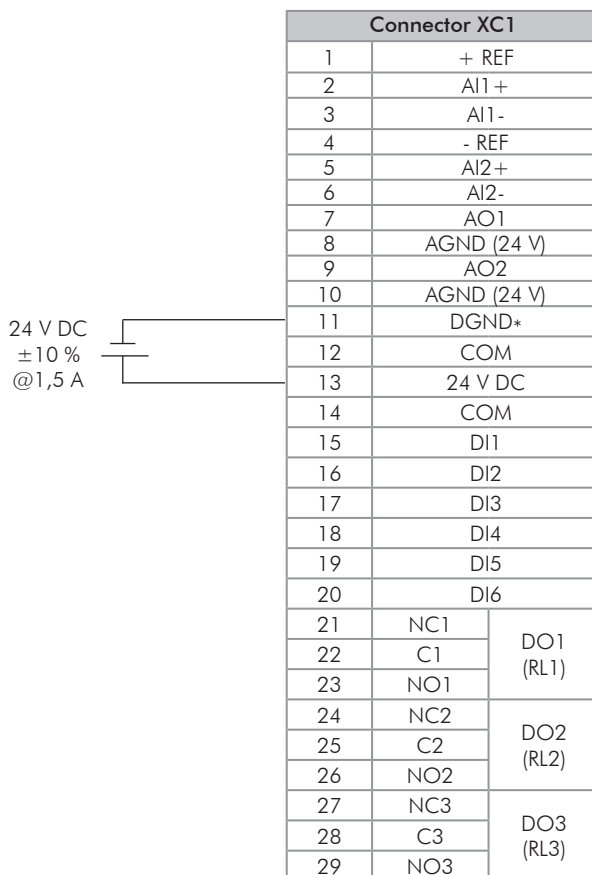 Connector XC1
1 + REF
2 AI1+
3 AI1-
4 - REF
5 AI2+
6 AI2-
7 AO1
8 AGND (24 V)
9 AO2
10 AGND (24 V)
11 DGND*
12 COM
13 24 V DC
14 COM
15 DI1
16 DI2
17 DI3
18 DI4
19 DI5
20 DI6
21 NC1
22 C1
23 NO1
DO1
(RL1)
24 NC2
25 C2
26 NO2
DO2
(RL2)
27 NC3
28 C3
29 NO3
DO3
(RL3)
24 V DC
±10 %
@1,5 A